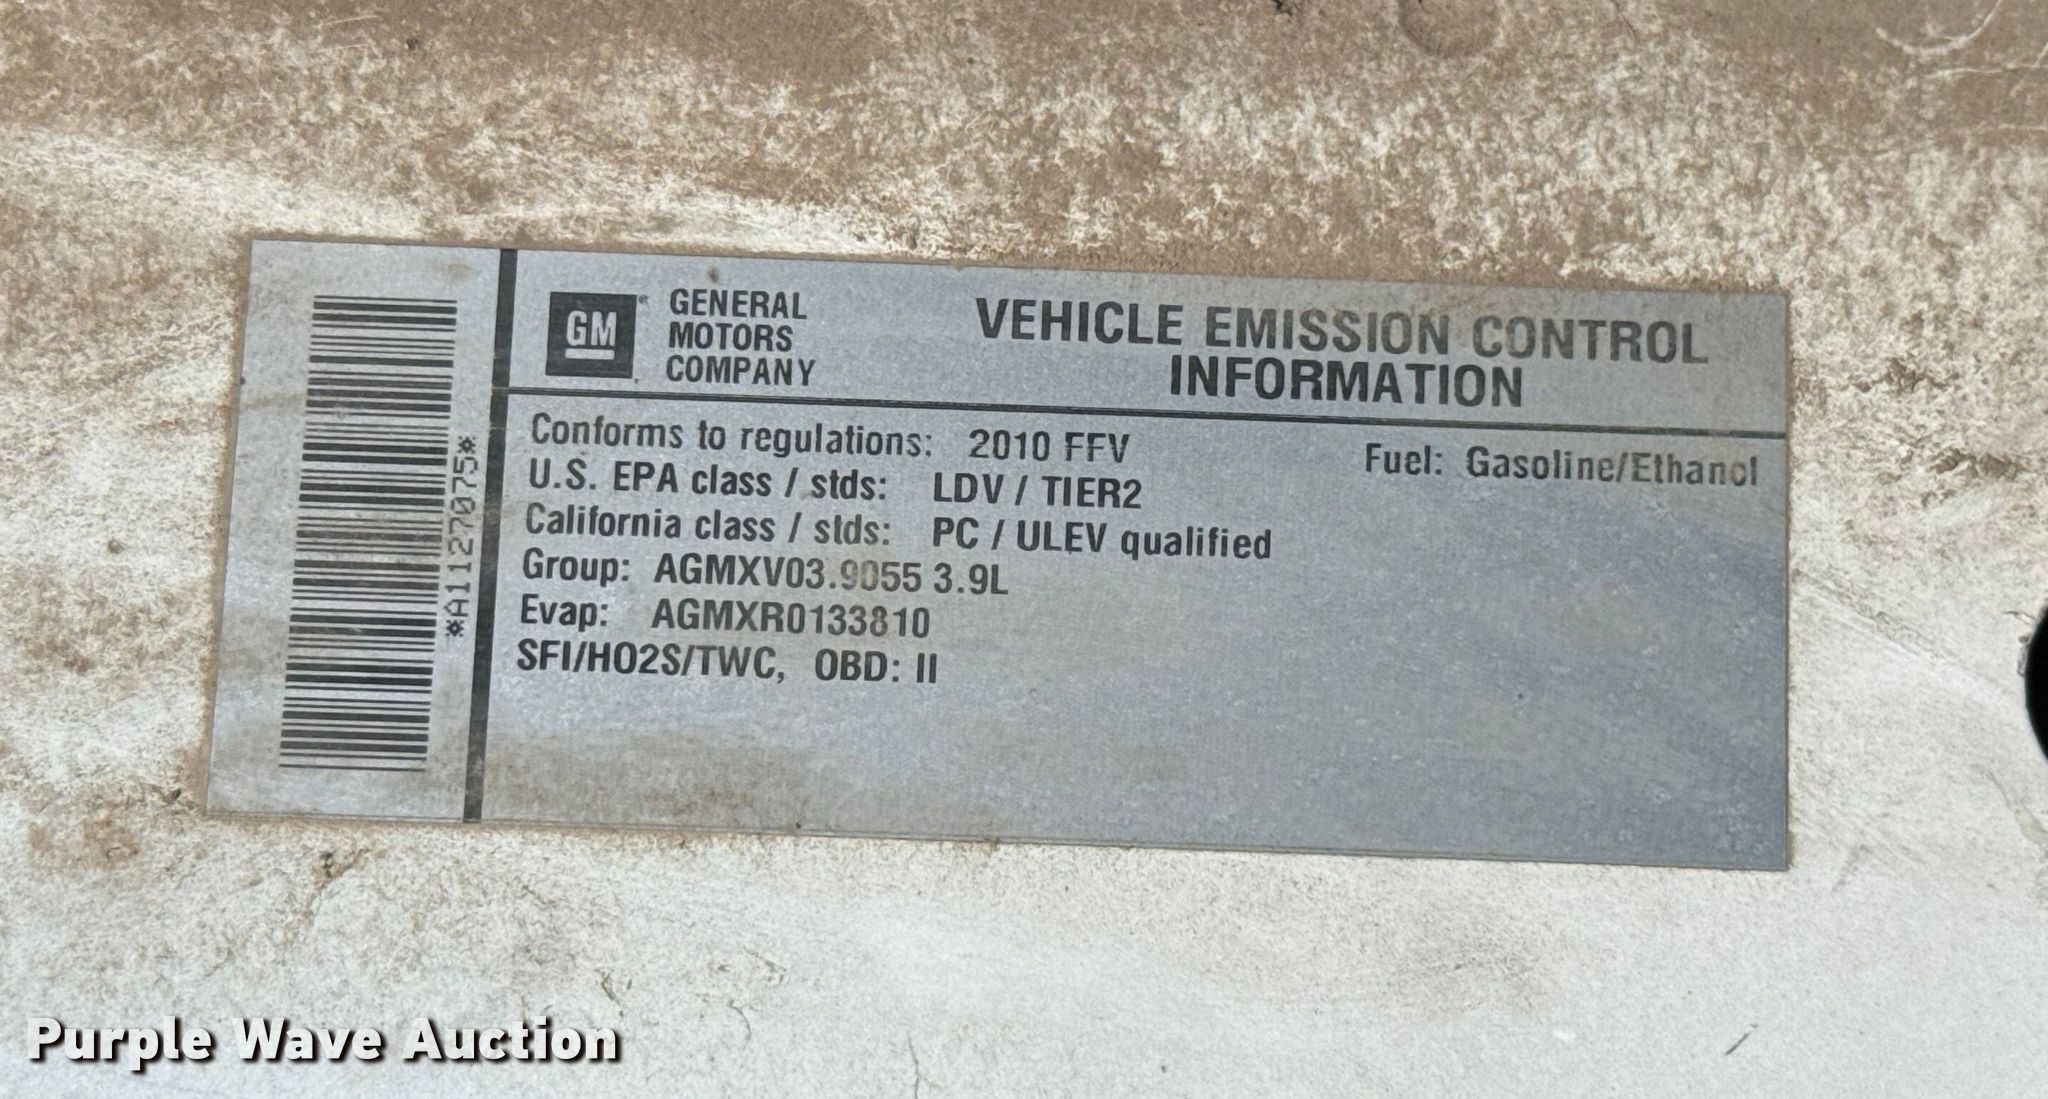 *A1127075*
GM
GENERAL
MOTORS
COMPANY
VEHICLE EMISSION CONTROL
INFORMATION
Conforms to regulations: 2010 FFV
Fuel: Gasoline/Ethanol
U.S. EPA class / stds: LDV / TIER2
California class / stds: PC / ULEV qualified
Group: AGMXV03.9055 3.9L
Evap: AGMXR0133810
SFI/HO2S/TWC, OBD: II
Purple Wave Auction